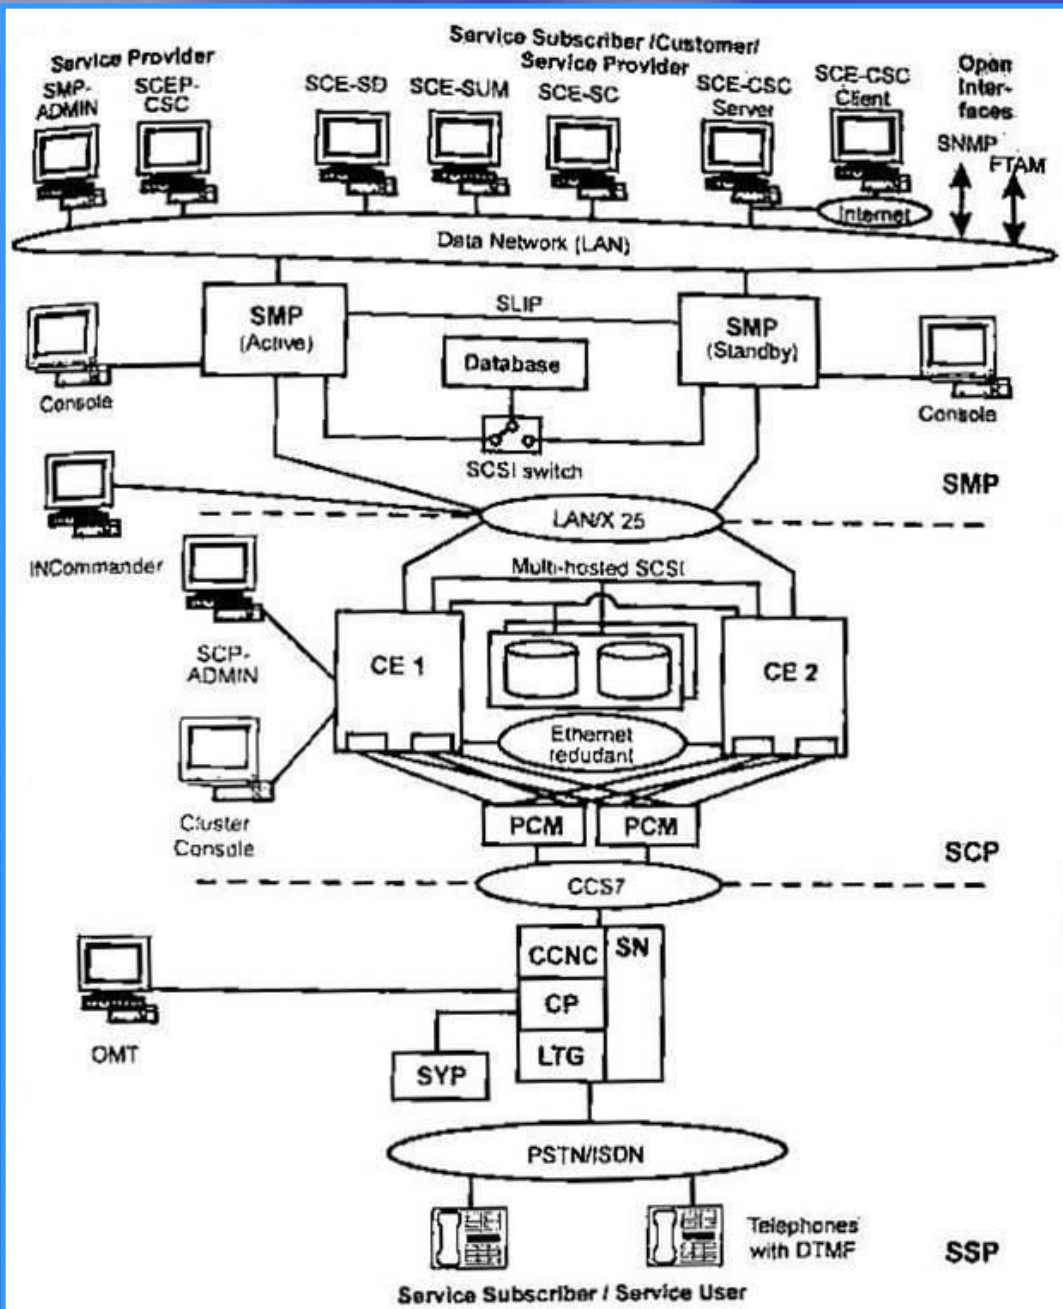 Service Subscriber /Customer/
Service Provider
Service Provider
SMP-
ADMIN
SCEP-
CSC
SCE-SD
SCE-SUM
SCE-SC
SCE-CSC
Server
SCE-CSC
Client
Open
Inter-
faces
SNMP
FTAM
Internet
Data Network (LAN)
SMP
(Active)
SLIP
SMP
(Standby)
Database
Console
Console
SCSI switch
SMP
LAN/X 25
INCommander
Multi-hosted SCSI
SCP-
ADMIN
CE 1
CE 2
Ethernet
redudant
Cluster
Console
PCM
PCM
SCP
CCS7
CCNC
SN
CP
OMT
LTG
SYP
PSTN/ISDN
Telephones
with DTMF
SSP
Service Subscriber / Service User